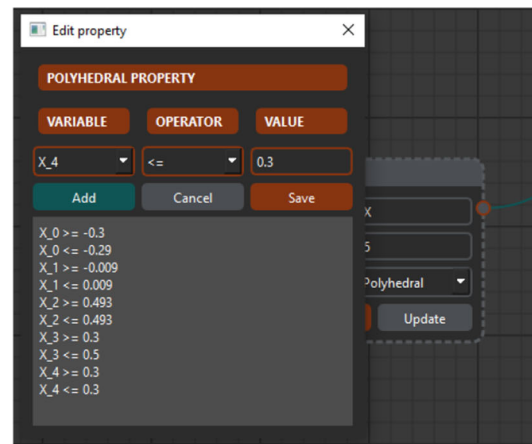 Edit property
POLYHEDRAL PROPERTY
VARIABLE OPERATOR VALUE
X_4 <= 0.3
Add Cancel Save
X_0 >= -0.3
X_0 <= -0.29
X_1 >= -0.009
X_1 <= 0.009
X_2 >= 0.493
X_2 <= 0.493
X_3 >= 0.3
X_3 <= 0.5
X_4 >= 0.3
X_4 <= 0.3
X
5
Polyhedral
Update